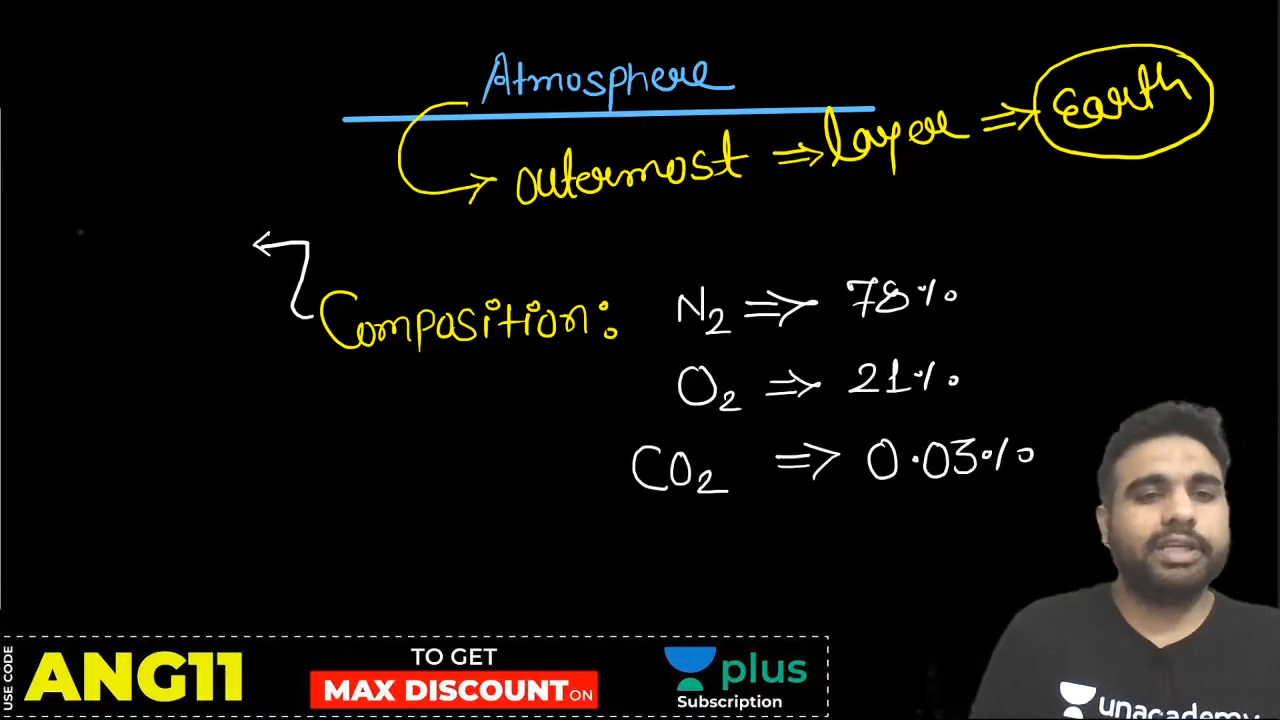 Atmosphere
outermost => layer => Earth
Composition: N2 => 78%
O2 => 21%
CO2 => 0.03%
USE CODE
ANG11
TO GET
MAX DISCOUNT ON
plus
Subscription
unacademy